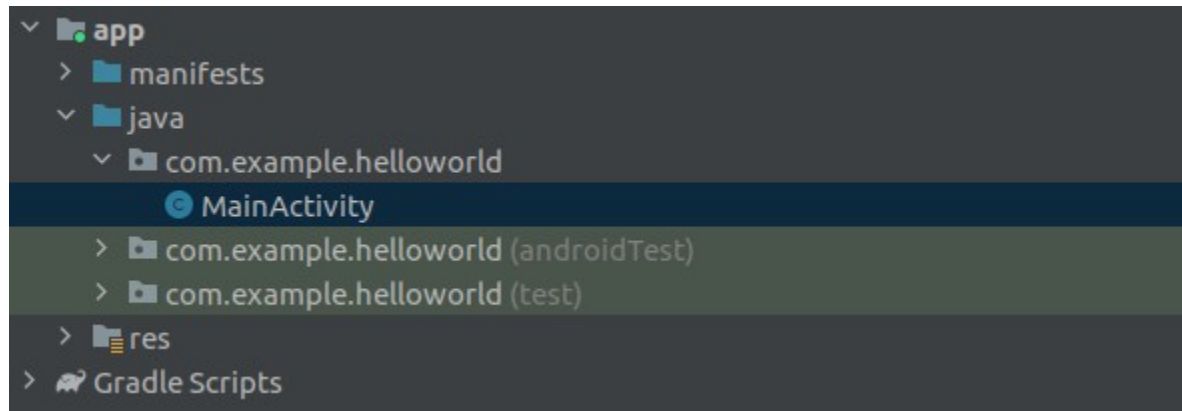 app
manifests
java
com.example.helloworld
C MainActivity
com.example.helloworld (androidTest)
com.example.helloworld (test)
res
Gradle Scripts